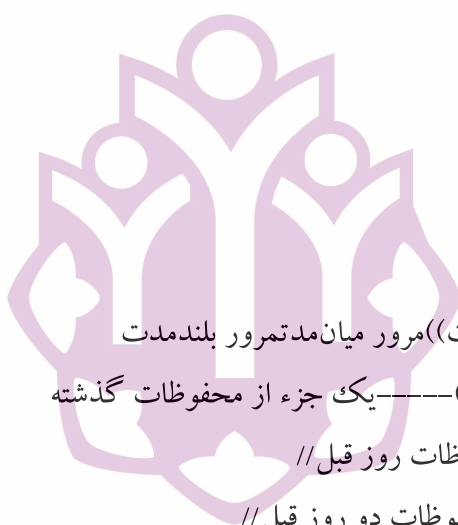 ))مرور میان‌مدتمرور بلندمدت
-----یک جزء از محفوظات گذشته
روز قبل//
دو روز قبل//